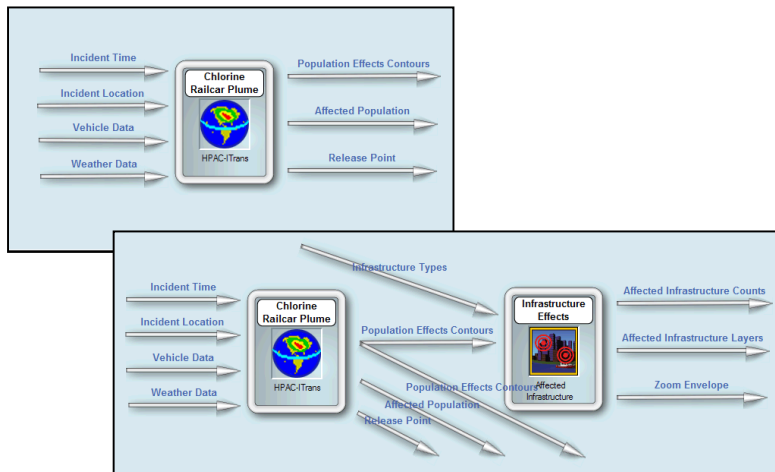 Incident Time
Incident Location
Vehicle Data
Weather Data
Chlorine
Railcar Plume
HPAC-ITrans
Population Effects Contours
Affected Population
Release Point
Infrastructure Types
Incident Time
Incident Location
Vehicle Data
Weather Data
Chlorine
Railcar Plume
HPAC-ITrans
Population Effects Contours
Population Effects Contours
Affected Population
Release Point
Infrastructure
Effects
Affected
Infrastructure
Affected Infrastructure Counts
Affected Infrastructure Layers
Zoom Envelope